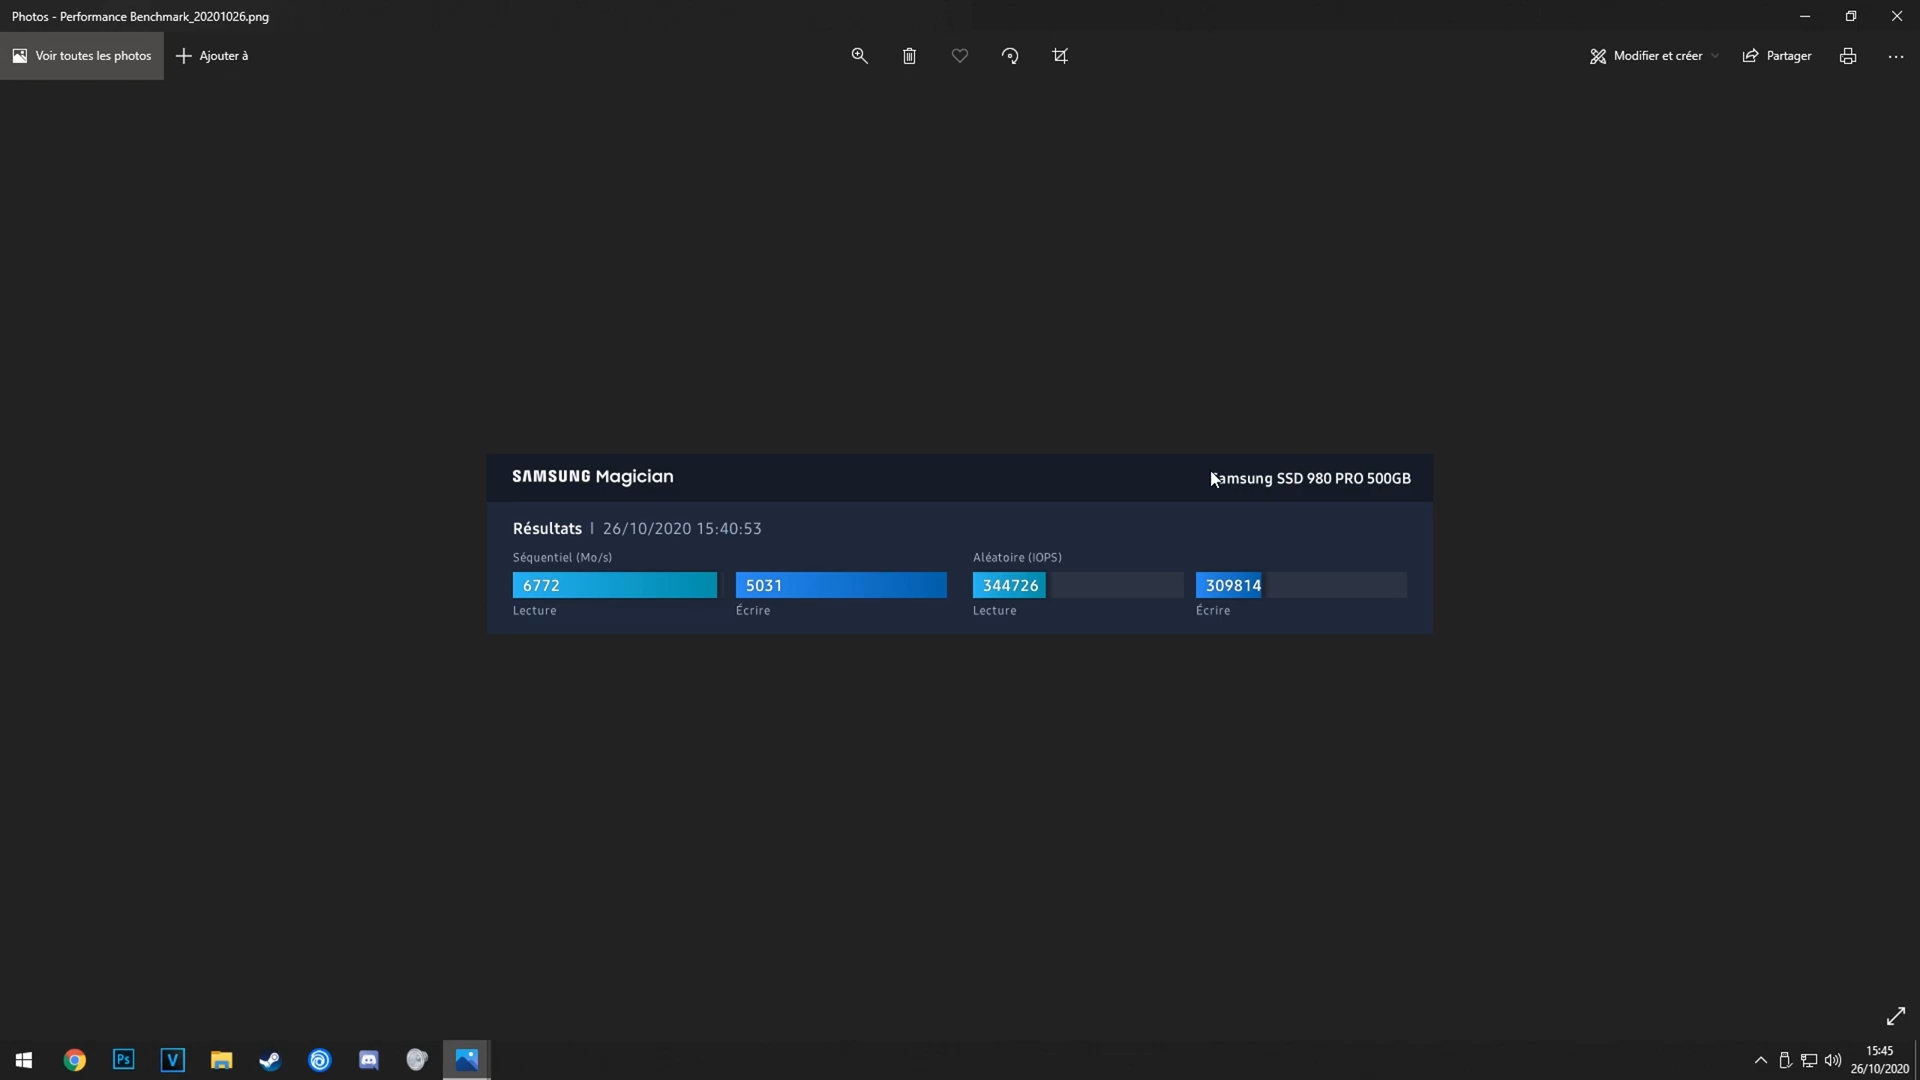 Photos - Performance Benchmark_20201026.png
Voir toutes les photos
Ajouter à
Modifier et créer
Partager
SAMSUNG Magician
Samsung SSD 980 PRO 500GB
Résultats | 26/10/2020 15:40:53
Séquentiel (Mo/s)
Aléatoire (IOPS)
6772
5031
344726
309814
Lecture
Écrire
Lecture
Écrire
Ps
V
15:45
26/10/2020